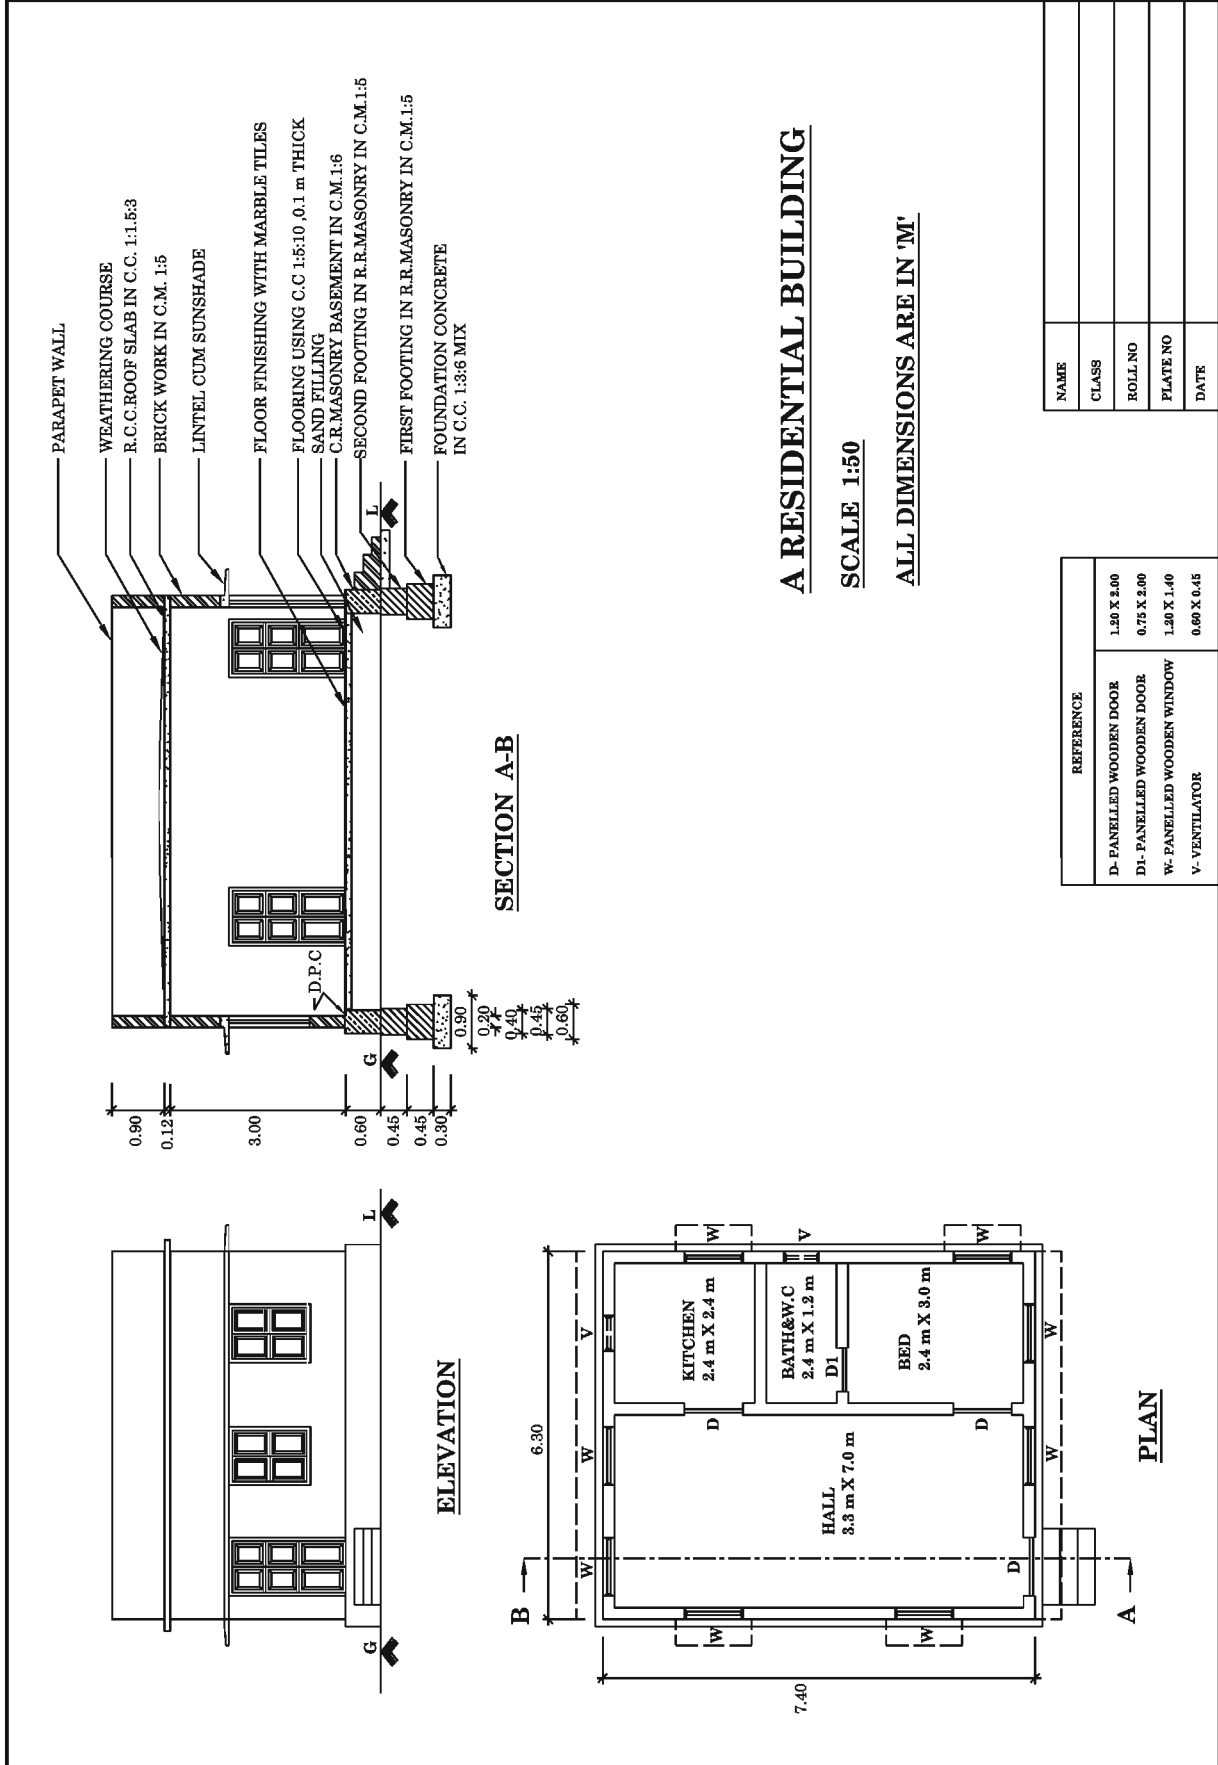 PARAPET WALL
WEATHERING COURSE
R.C.C.ROOF SLAB IN C.C. 1:1.5:3
BRICK WORK IN C.M. 1:5
LINTEL CUM SUNSHADE
FLOOR FINISHING WITH MARBLE TILES
FLOORING USING C.C 1:5:10 ,0.1 m THICK
SAND FILLING
C.R.MASONRY BASEMENT IN C.M.1:6
SECOND FOOTING IN R.R.MASONRY IN C.M.1:5
FIRST FOOTING IN R.R.MASONRY IN C.M.1:5
FOUNDATION CONCRETE
IN C.C. 1:3:6 MIX
D.P.C
G
L
0.90
0.12
3.00
0.60
0.45
0.45
0.30
0.90
0.20
0.40
0.45
0.60
SECTION A-B
G
L
ELEVATION
6.30
7.40
B
A
W
W
V
W
W
V
W
W
W
W
D
D
D
D1
KITCHEN
2.4 m X 2.4 m
BATH&W.C
2.4 m X 1.2 m
BED
2.4 m X 3.0 m
HALL
3.3 m X 7.0 m
PLAN
A RESIDENTIAL BUILDING
SCALE 1:50
ALL DIMENSIONS ARE IN 'M'
REFERENCE
D- PANELLED WOODEN DOOR 1.20 X 2.00
D1- PANELLED WOODEN DOOR 0.75 X 2.00
W- PANELLED WOODEN WINDOW 1.20 X 1.40
V- VENTILATOR 0.60 X 0.45
NAME
CLASS
ROLL NO
PLATE NO
DATE